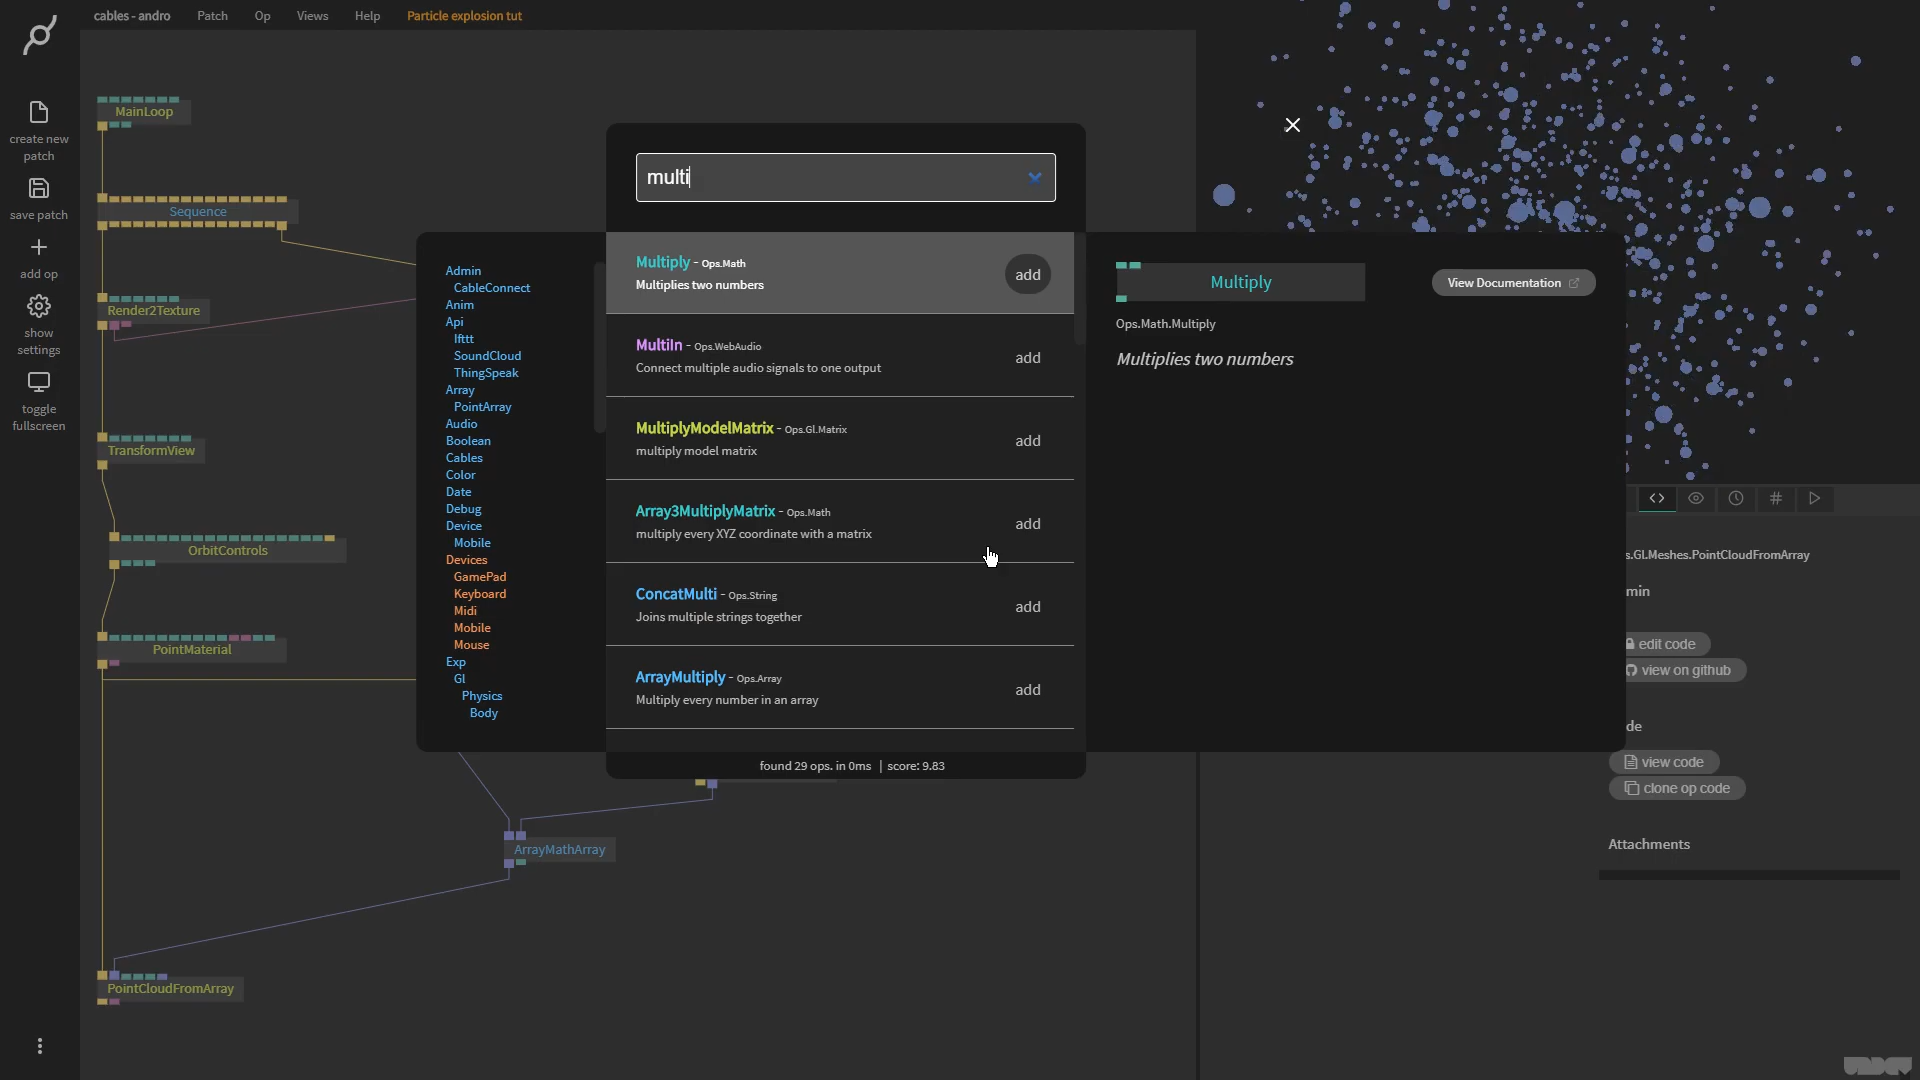 cables - andro
Patch
Op
Views
Help
Particle explosion tut
create new
patch
save patch
add op
show
settings
toggle
fullscreen
MainLoop
Sequence
Render2Texture
TransformView
OrbitControls
PointMaterial
ArrayMathArray
PointCloudFromArray
multi
Admin
CableConnect
Anim
Api
Ifttt
SoundCloud
ThingSpeak
Array
PointArray
Audio
Boolean
Cables
Color
Date
Debug
Device
Mobile
Devices
GamePad
Keyboard
Midi
Mobile
Mouse
Exp
Gl
Physics
Body
Multiply - Ops.Math
Multiplies two numbers
add
MultiIn - Ops.WebAudio
Connect multiple audio signals to one output
add
MultiplyModelMatrix - Ops.Gl.Matrix
multiply model matrix
add
Array3MultiplyMatrix - Ops.Math
multiply every XYZ coordinate with a matrix
add
ConcatMulti - Ops.String
Joins multiple strings together
add
ArrayMultiply - Ops.Array
Multiply every number in an array
add
found 29 ops. in 0ms | score: 9.83
Multiply
View Documentation
Ops.Math.Multiply
Multiplies two numbers
s.Gl.Meshes.PointCloudFromArray
min
edit code
view on github
de
view code
clone op code
Attachments